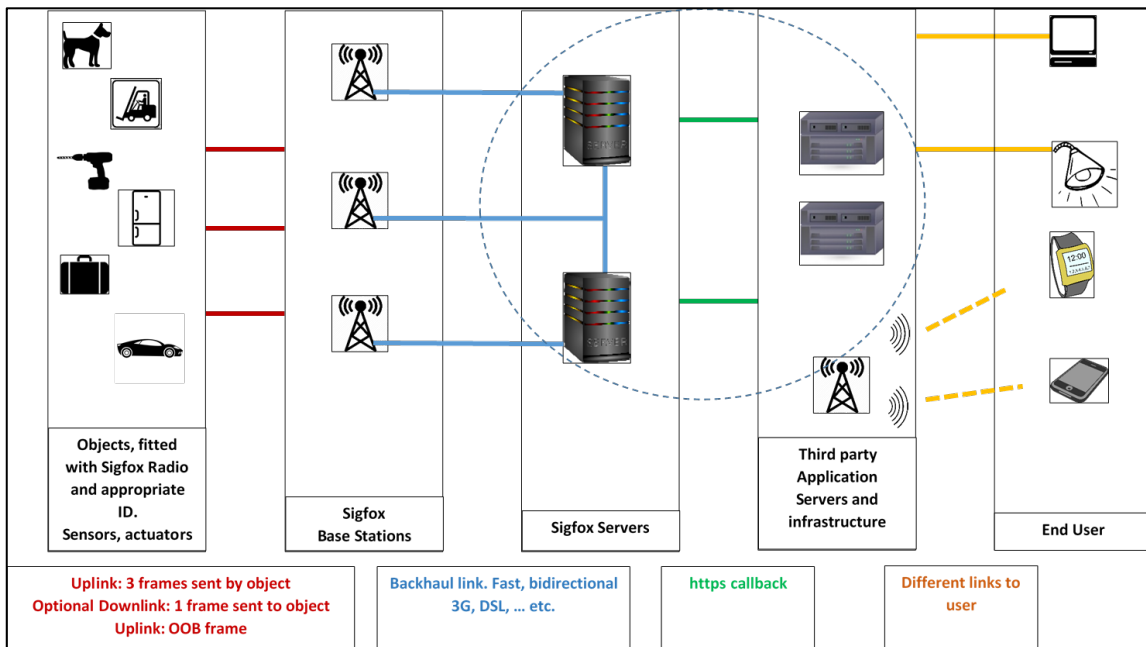 Objects, fitted
with Sigfox Radio
and appropriate
ID.
Sensors, actuators
Sigfox
Base Stations
SERVER
SERVER
Sigfox Servers
Third party
Application
Servers and
infrastructure
12:00
End User
Uplink: 3 frames sent by object
Optional Downlink: 1 frame sent to object
Uplink: OOB frame
Backhaul link. Fast, bidirectional
3G, DSL, ... etc.
https callback
Different links to
user